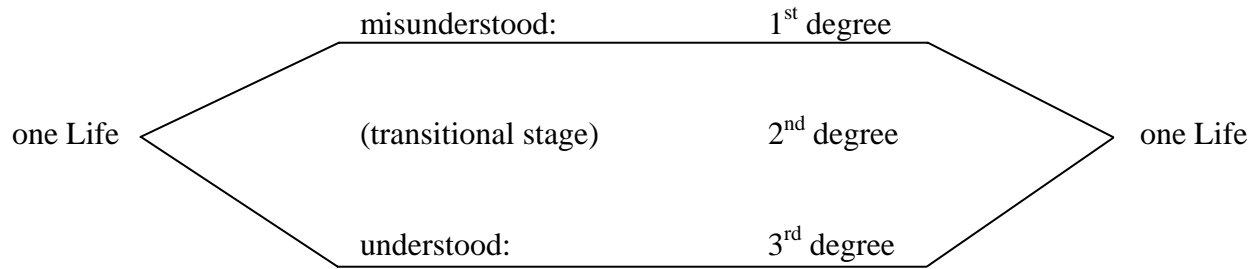 misunderstood: 1st degree
one Life (transitional stage) 2nd degree one Life
understood: 3rd degree